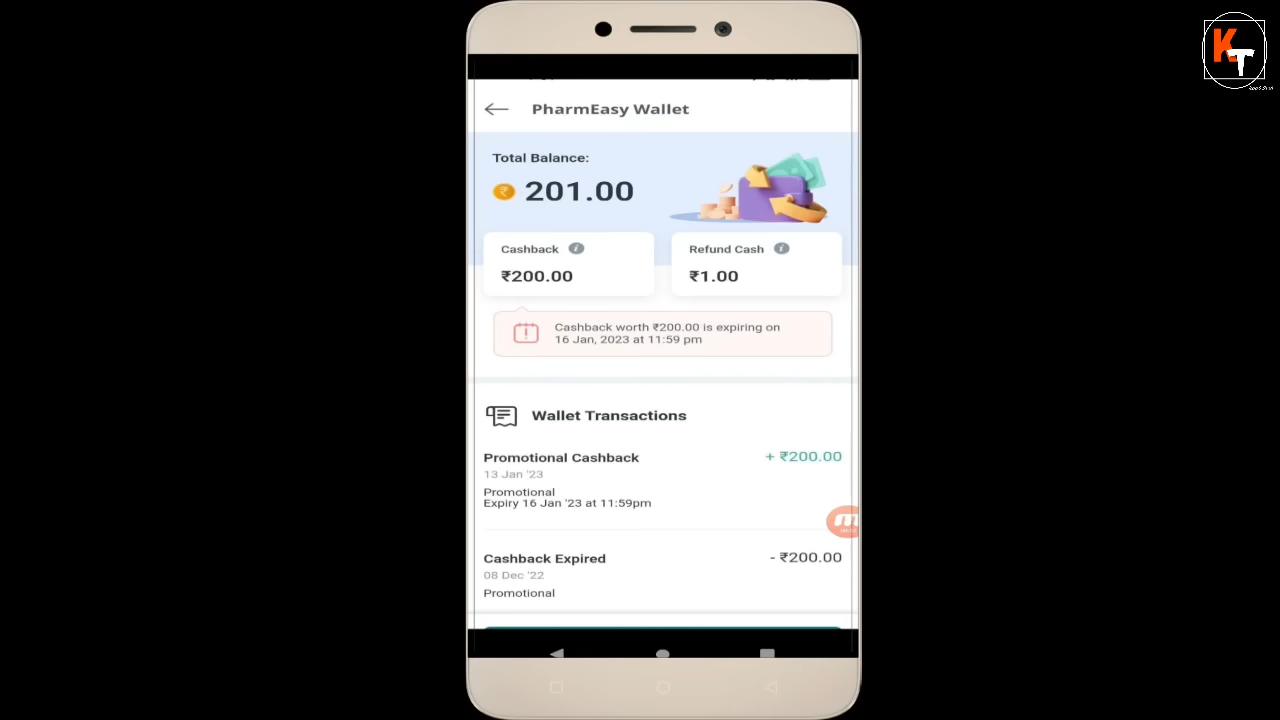 KT
PharmEasy Wallet
Total Balance:
201.00
Cashback
Refund Cash
₹200.00
₹1.00
Cashback worth ₹200.00 is expiring on
16 Jan, 2023 at 11:59 pm
Wallet Transactions
Promotional Cashback
+ ₹200.00
13 Jan '23
Promotional
Expiry 16 Jan '23 at 11:59pm
Cashback Expired
- ₹200.00
08 Dec '22
Promotional